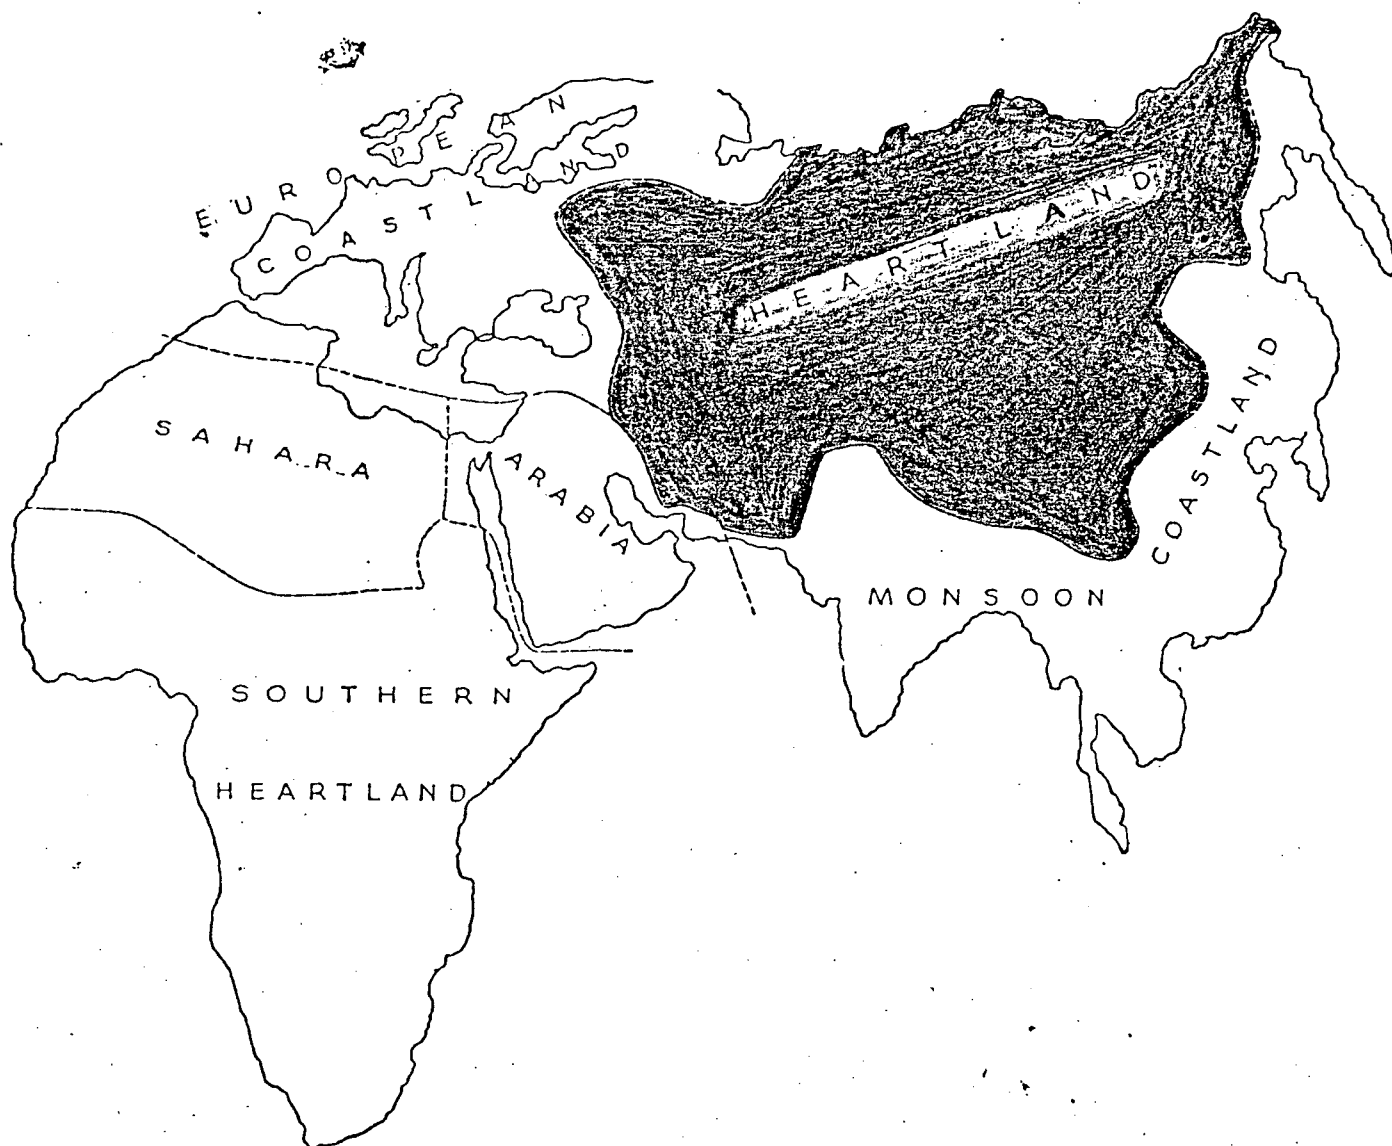 EUROPEAN
COASTLAND
HEARTLAND
SAHARA
ARABIA
MONSOON
COASTLAND
SOUTHERN
HEARTLAND